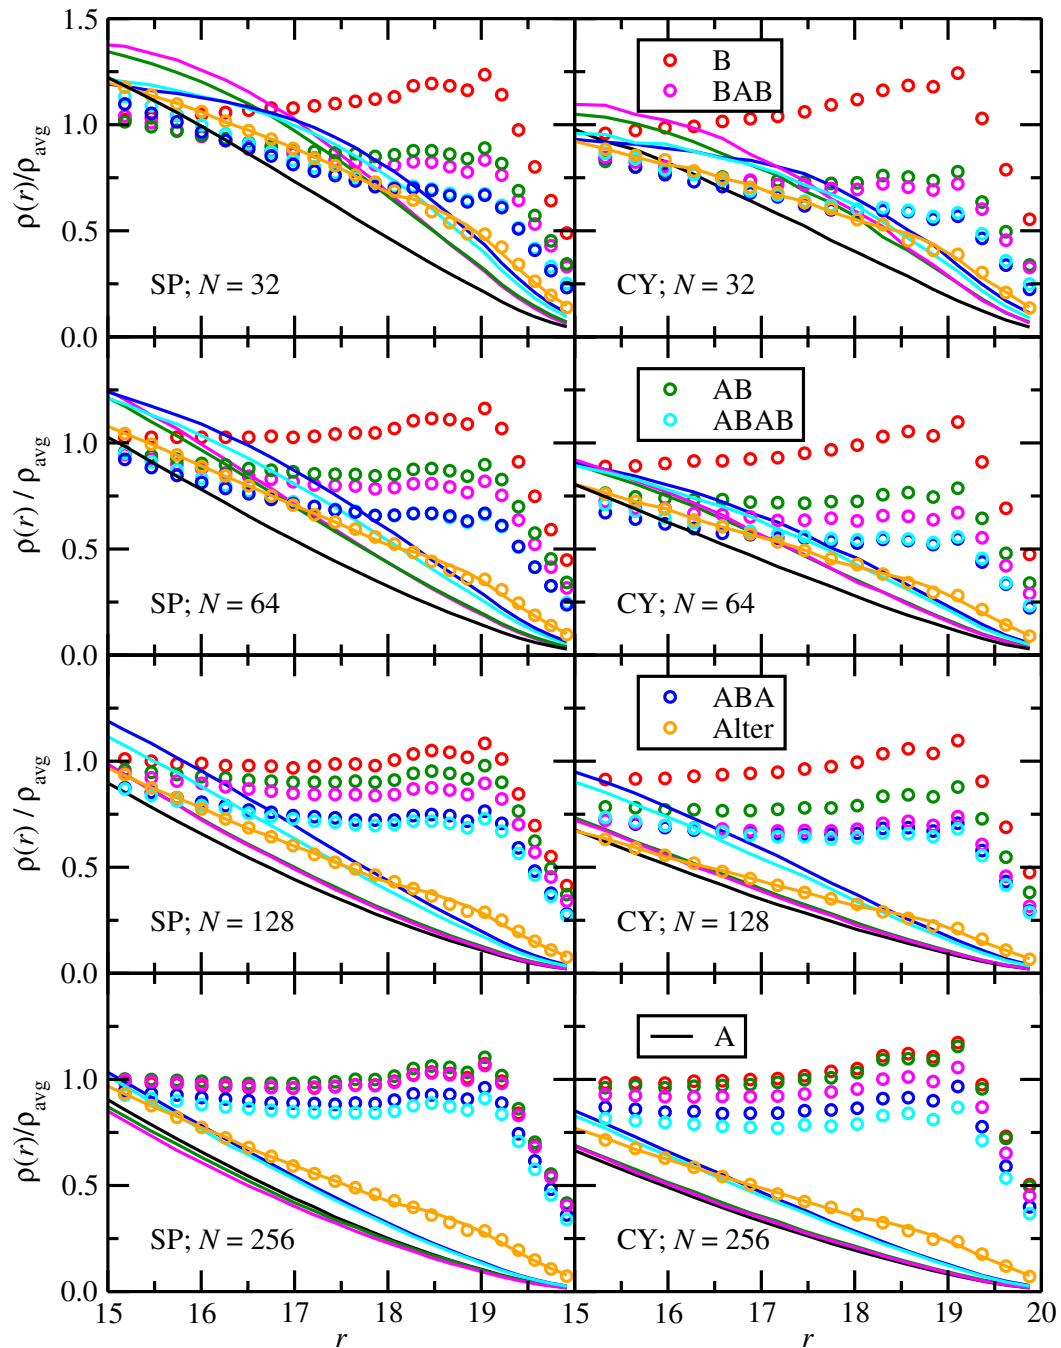 1.5
1.0
0.5
0.0
ρ(r)/ρavg
SP; N = 32
B
BAB
CY; N = 32
1.0
0.5
0.0
ρ(r) / ρavg
SP; N = 64
AB
ABAB
CY; N = 64
1.0
0.5
0.0
ρ(r) / ρavg
SP; N = 128
ABA
Alter
CY; N = 128
1.0
0.5
0.0
ρ(r)/ρavg
SP; N = 256
A
CY; N = 256
15 16 17 18 19 15 16 17 18 19 20
r r